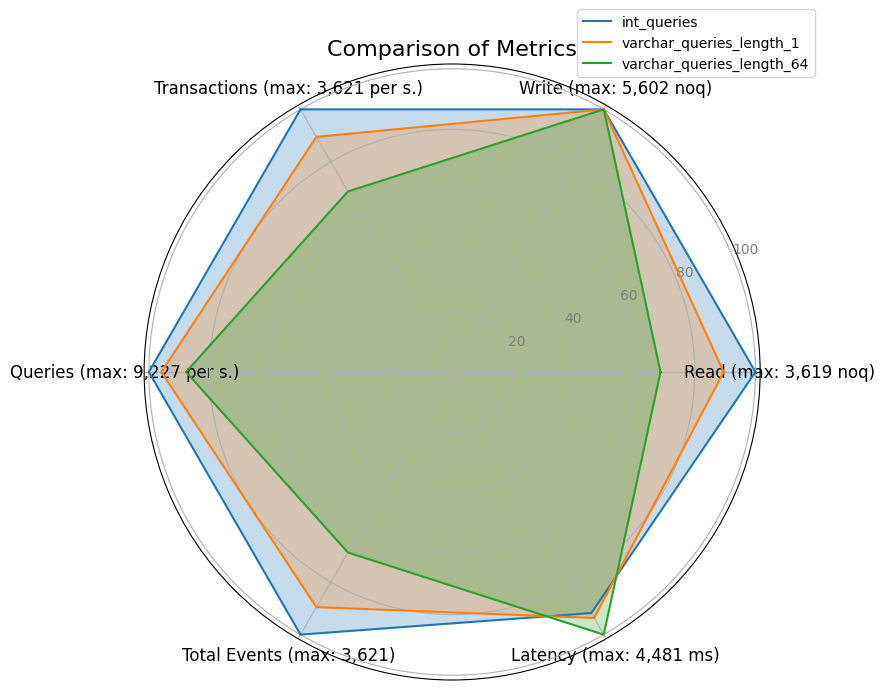 int_queries
varchar_queries_length_1
varchar_queries_length_64
Comparison of Metrics
Transactions (max: 3,621 per s.)
Write (max: 5,602 noq)
100
80
60
40
20
Queries (max: 9,227 per s.)
Read (max: 3,619 noq)
Total Events (max: 3,621)
Latency (max: 4,481 ms)